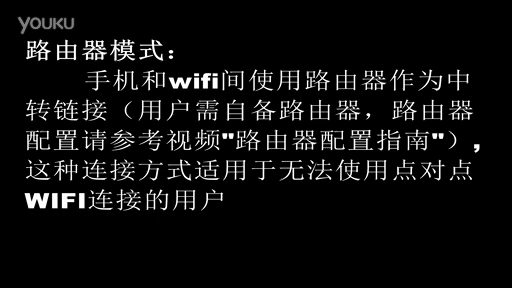 YOUKU
路由器模式：
手机和wifi间使用路由器作为中
转链接（用户需自备路由器，路由器
配置请参考视频"路由器配置指南"），
这种连接方式适用于无法使用点对点
WIFI连接的用户